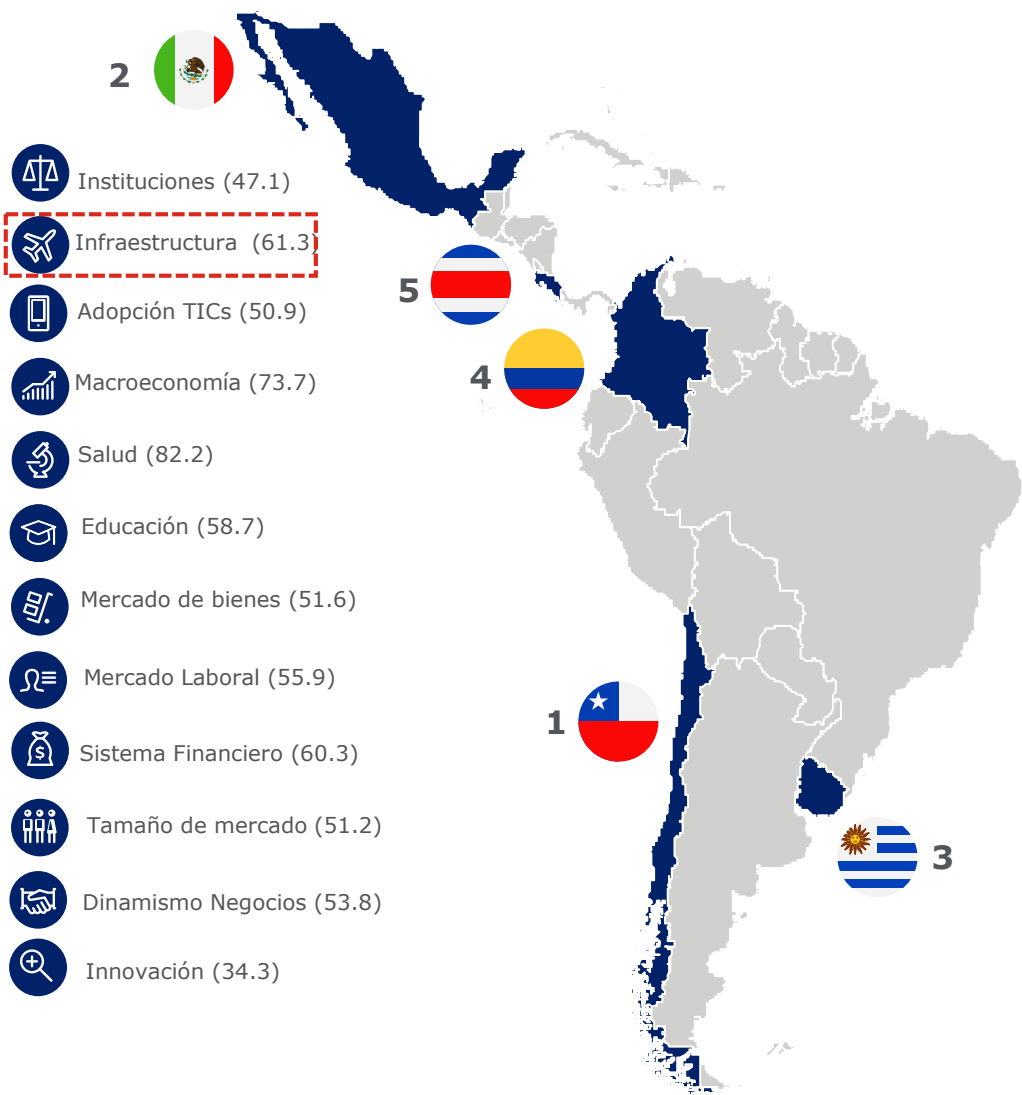 2
Instituciones (47.1)
Infraestructura (61.3)
Adopción TICs (50.9)
Macroeconomía (73.7)
Salud (82.2)
Educación (58.7)
Mercado de bienes (51.6)
Mercado Laboral (55.9)
Sistema Financiero (60.3)
$
Tamaño de mercado (51.2)
Dinamismo Negocios (53.8)
Innovación (34.3)
5
4
1
3